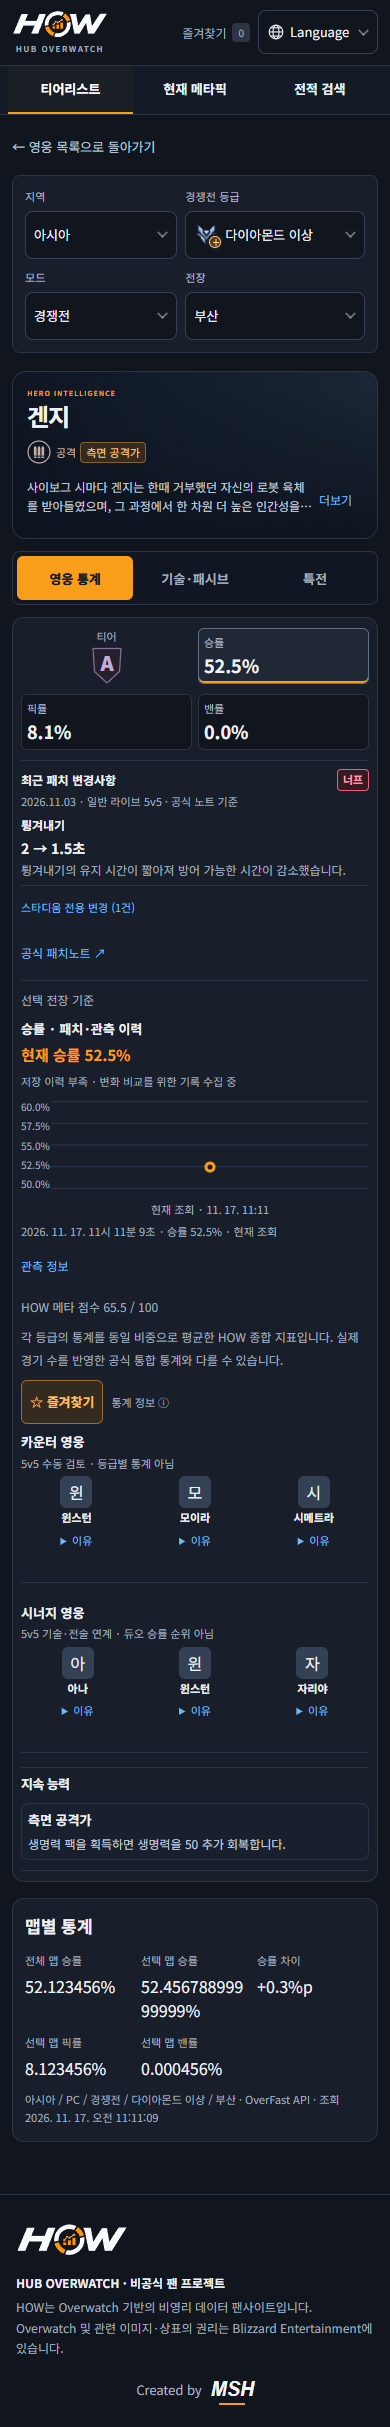 HOW
HUB OVERWATCH
즐겨찾기 0
Language
티어리스트 현재 메타픽 전적 검색
← 영웅 목록으로 돌아가기
지역 경쟁전 등급
아시아 다이아몬드 이상
모드 전장
경쟁전 부산
HERO INTELLIGENCE
겐지
공격 측면 공격가
사이보그 시마다 겐지는 한때 거부했던 자신의 로봇 육체
를 받아들였으며, 그 과정에서 한 차원 더 높은 인간성을…
더보기
영웅 통계 기술·패시브 특전
티어
A
승률
52.5%
픽률
8.1%
밴률
0.0%
최근 패치 변경사항 너프
2026.11.03 · 일반 라이브 5v5 · 공식 노트 기준
튕겨내기
2 → 1.5초
튕겨내기의 유지 시간이 짧아져 방어 가능한 시간이 감소했습니다.
스타디움 전용 변경 (1건)
공식 패치노트 ↗
선택 전장 기준
승률 · 패치·관측 이력
현재 승률 52.5%
저장 이력 부족 · 변화 비교를 위한 기록 수집 중
60.0%
57.5%
55.0%
52.5%
50.0%
현재 조회 · 11. 17. 11:11
2026. 11. 17. 11시 11분 9초 · 승률 52.5% · 현재 조회
관측 정보
HOW 메타 점수 65.5 / 100
각 등급의 통계를 동일 비중으로 평균한 HOW 종합 지표입니다. 실제
경기 수를 반영한 공식 통합 통계와 다를 수 있습니다.
☆ 즐겨찾기 통계 정보 ⓘ
카운터 영웅
5v5 수동 검토 · 등급별 통계 아님
윈 모 시
윈스턴 모이라 시메트라
▶ 이유 ▶ 이유 ▶ 이유
시너지 영웅
5v5 기술·전술 연계 · 듀오 승률 순위 아님
아 윈 자
아나 윈스턴 자리야
▶ 이유 ▶ 이유 ▶ 이유
지속 능력
측면 공격가
생명력 팩을 획득하면 생명력을 50 추가 회복합니다.
맵별 통계
전체 맵 승률 선택 맵 승률 승률 차이
52.123456% 52.456788999 +0.3%p
99999%
선택 맵 픽률 선택 맵 밴률
8.123456% 0.000456%
아시아 / PC / 경쟁전 / 다이아몬드 이상 / 부산 · OverFast API · 조회
2026. 11. 17. 오전 11:11:09
HOW
HUB OVERWATCH · 비공식 팬 프로젝트
HOW는 Overwatch 기반의 비영리 데이터 팬사이트입니다.
Overwatch 및 관련 이미지·상표의 권리는 Blizzard Entertainment에
있습니다.
Created by MSH